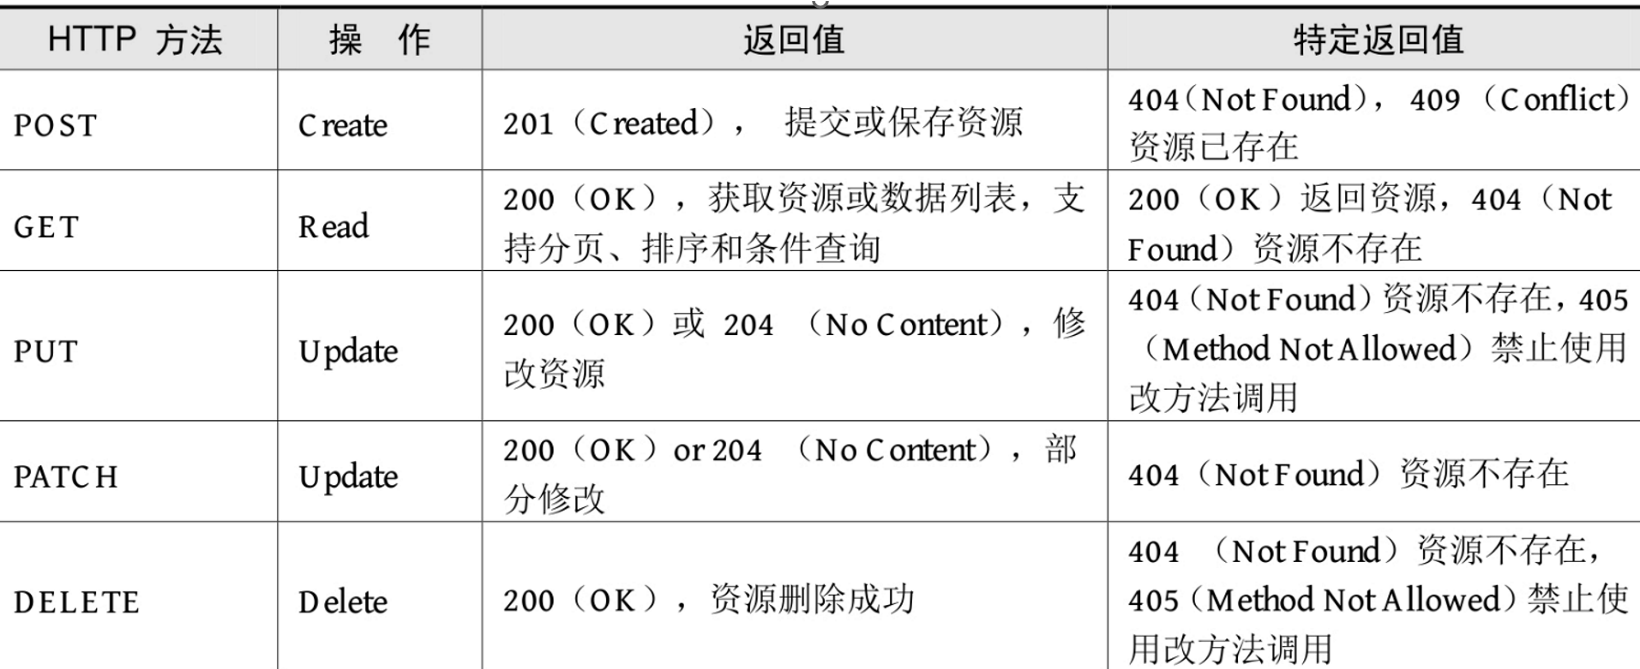 HTTP 方法 操 作 返回值 特定返回值
POST Create 201（Created）， 提交或保存资源 404（Not Found），409（Conflict）
资源已存在
GET Read 200（OK），获取资源或数据列表，支
持分页、排序和条件查询
200（OK）返回资源，404（Not
Found）资源不存在
PUT Update 200（OK）或 204 （No Content），修
改资源
404（Not Found）资源不存在，405
（Method Not Allowed）禁止使用
改方法调用
PATCH Update 200（OK）or 204 （No Content），部
分修改
404（Not Found）资源不存在
DELETE Delete 200（OK），资源删除成功
404 （Not Found）资源不存在，
405（Method Not Allowed）禁止使
用改方法调用